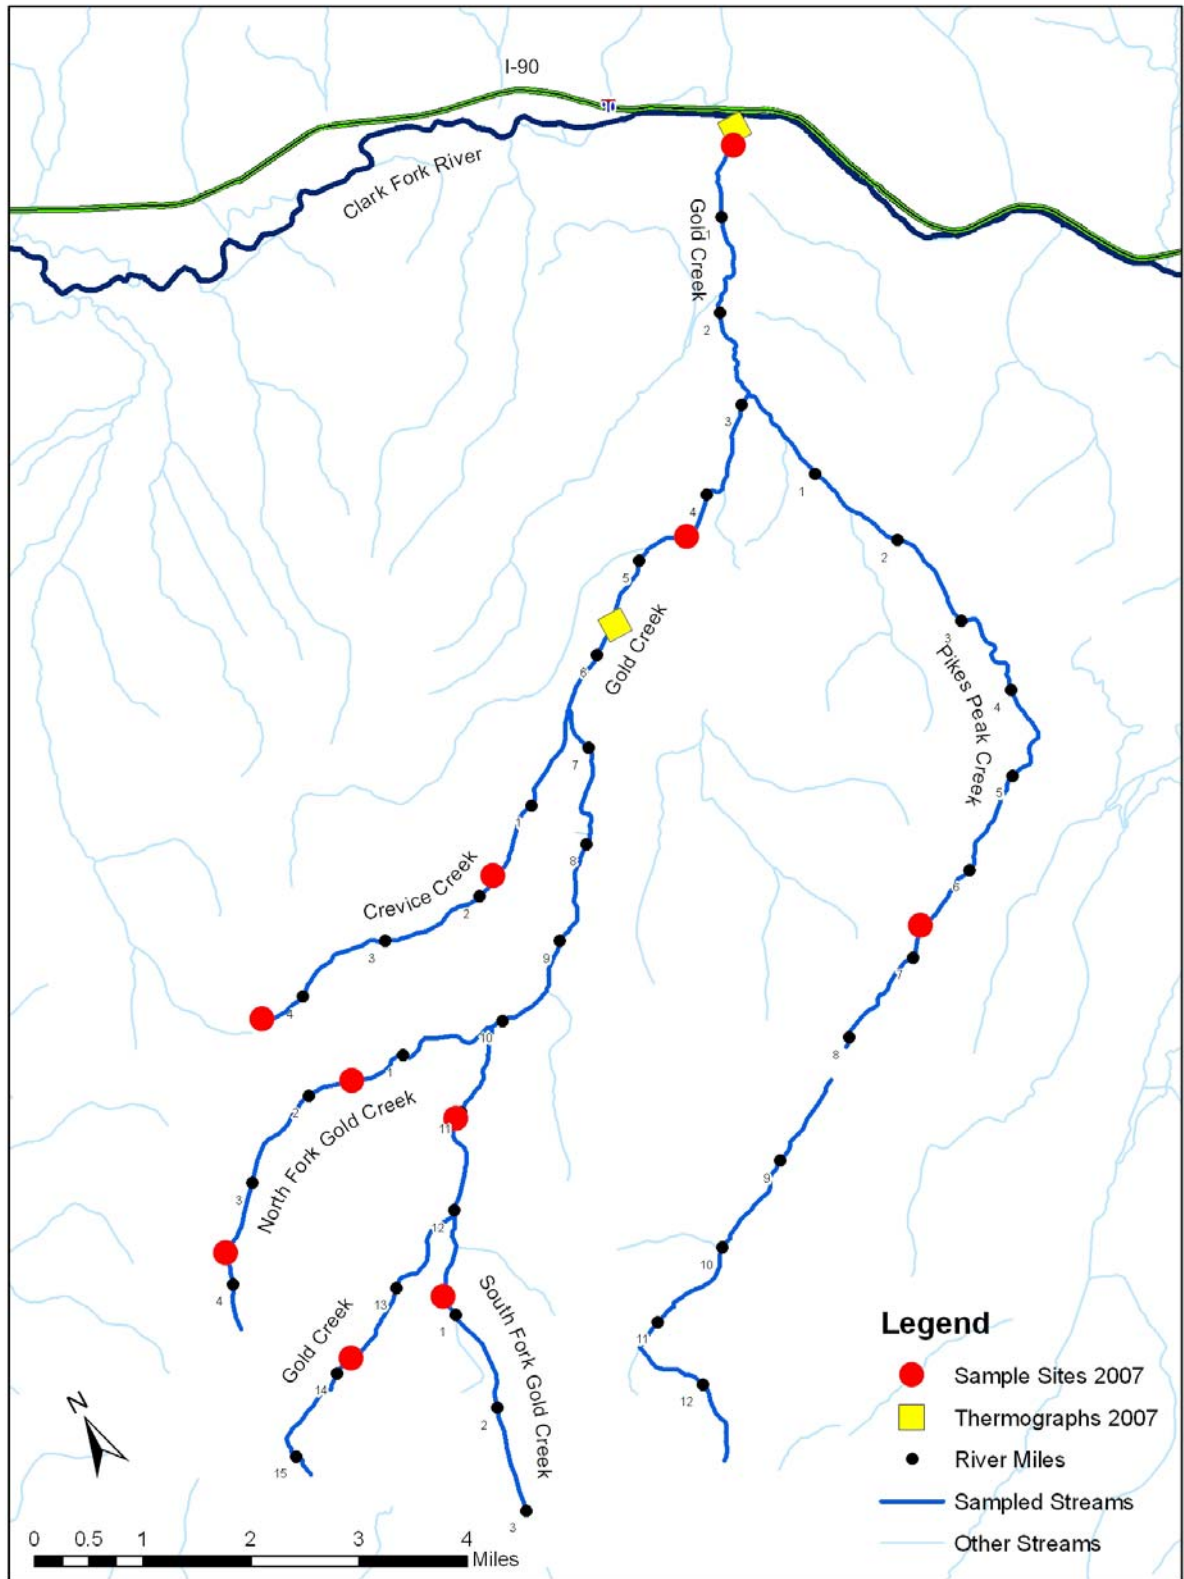 I-90
90
Clark Fork River
Gold Creek
1
2
3
4
5
6
Gold Creek
7
8
9
10
11
12
13
14
15
Gold Creek
1
2
3
4
5
6
7
8
9
10
11
12
Pikes Peak Creek
Crevice Creek
1
2
3
4
North Fork Gold Creek
1
2
3
4
South Fork Gold Creek
1
2
3
N
0 0.5 1 2 3 4
Miles
Legend
Sample Sites 2007
Thermographs 2007
River Miles
Sampled Streams
Other Streams